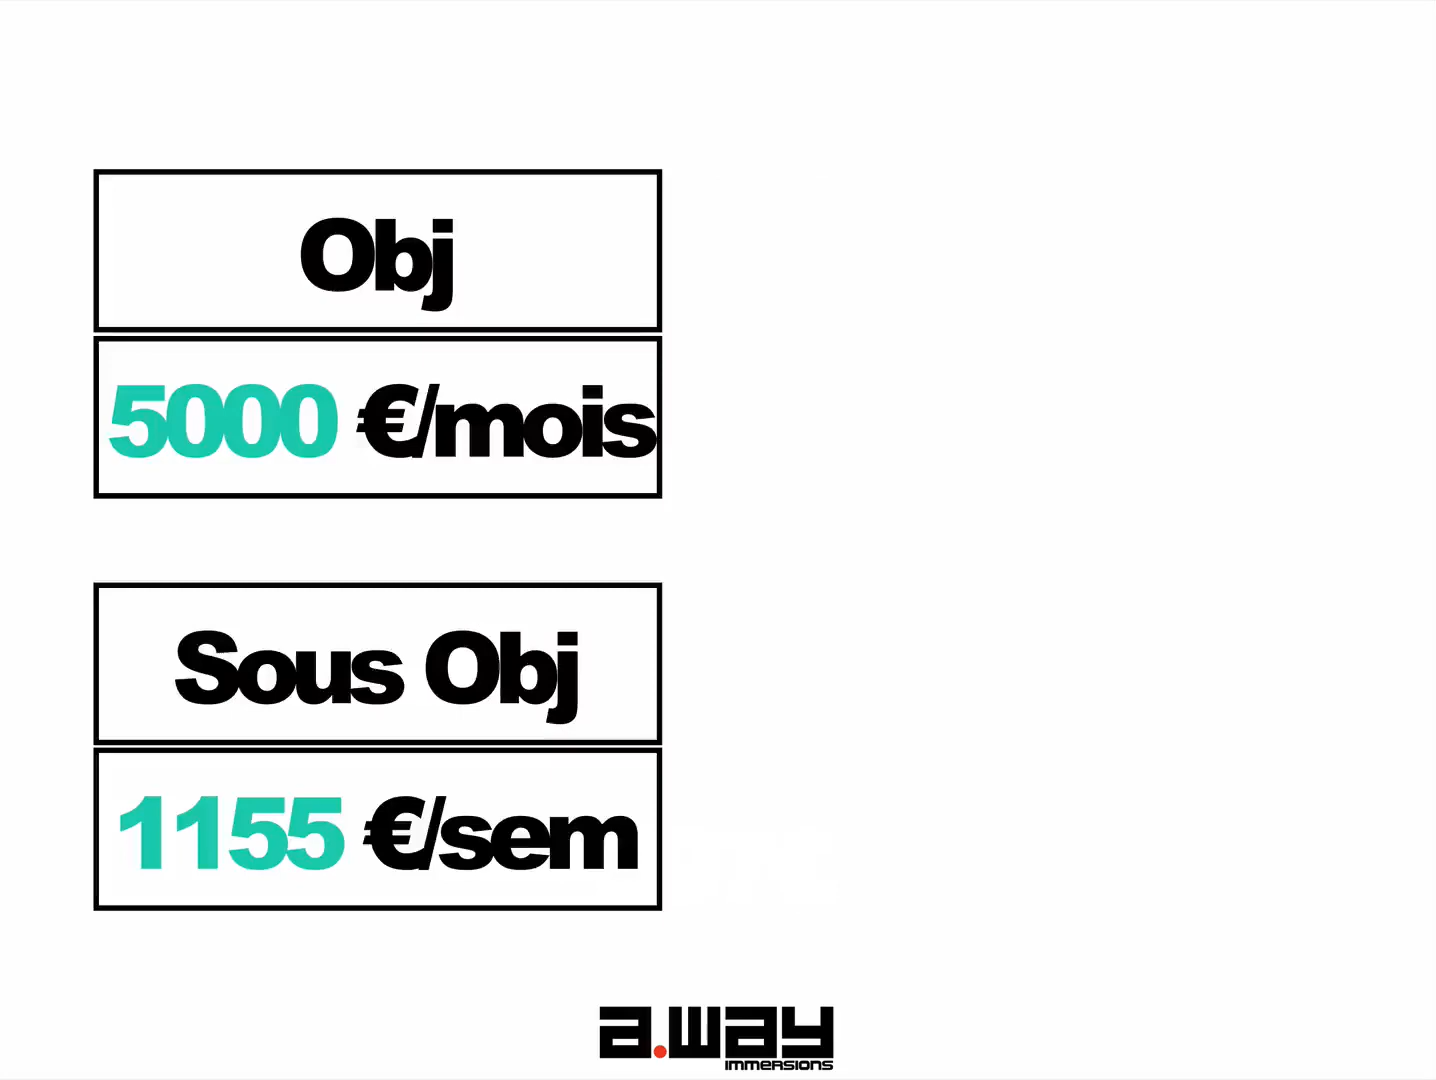 Obj
5000 €/mois
Sous Obj
1155 €/sem
a.way
immersions